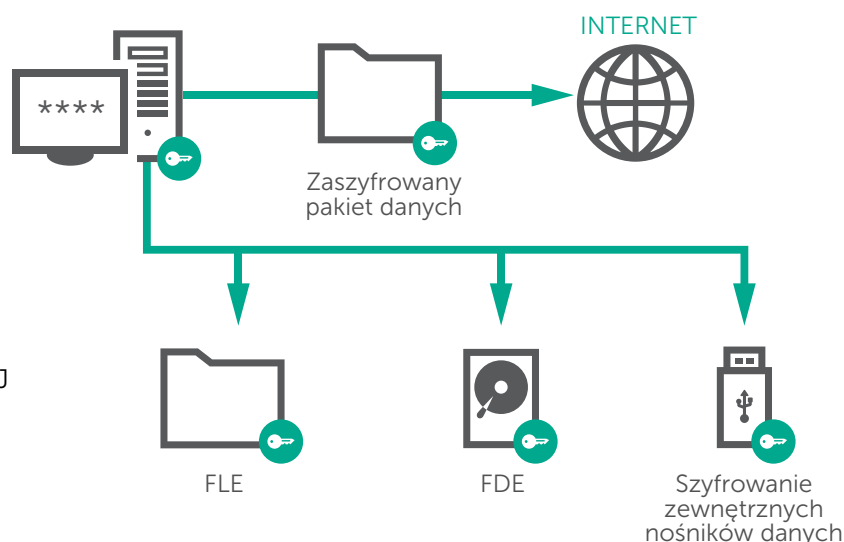 INTERNET
****
Zaszyfrowany
pakiet danych
J
FLE
FDE
Szyfrowanie
zewnętrznych
nośników danych